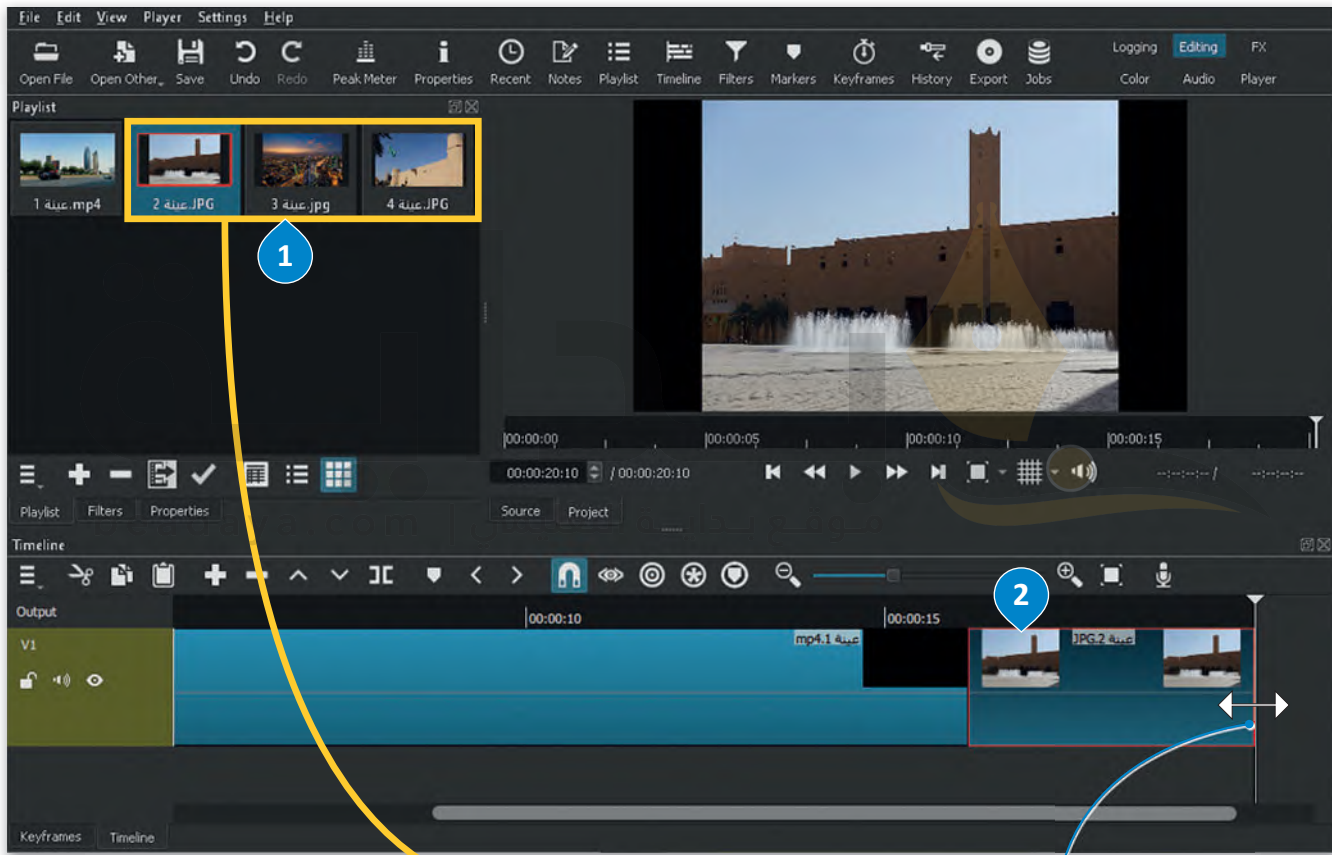 File Edit View Player Settings Help
Open File Open Other... Save Undo Redo Peak Meter Properties Recent Notes Playlist Timeline Filters Markers Keyframes History Export Jobs
Logging Editing FX
Color Audio Player
Playlist
عينة 1.mp4
عينة 2.JPG
عينة 3.jpg
عينة 4.JPG
1
00:00:00 00:00:05 00:00:10 00:00:15
00:00:20:10 / 00:00:20:10 --:--:--:-- / --:--:--:--
Playlist Filters Properties
Source Project
Timeline
2
Output
00:00:10 00:00:15
V1
عينة 1.mp4
عينة 2.JPG
Keyframes Timeline